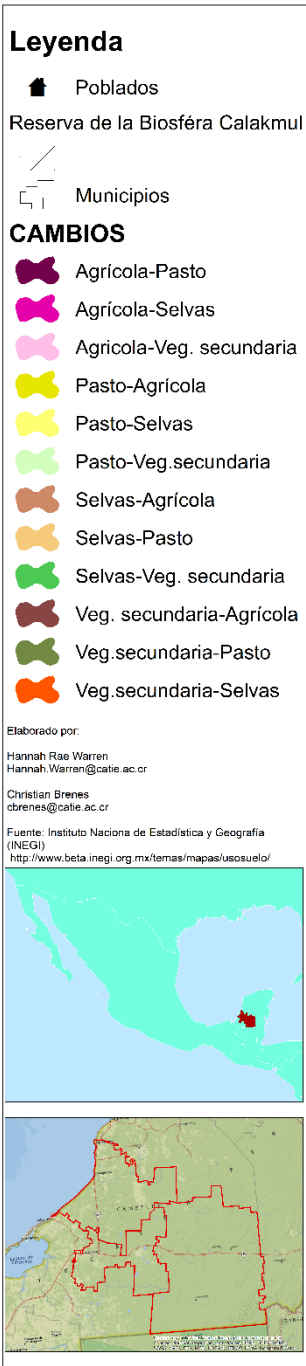 Leyenda
Poblados
Reserva de la Biosféra Calakmul
Municipios
CAMBIOS
Agrícola-Pasto
Agrícola-Selvas
Agricola-Veg. secundaria
Pasto-Agrícola
Pasto-Selvas
Pasto-Veg.secundaria
Selvas-Agrícola
Selvas-Pasto
Selvas-Veg. secundaria
Veg. secundaria-Agrícola
Veg.secundaria-Pasto
Veg.secundaria-Selvas
Elaborado por:
Hannah Rae Warren
Hannah.Warren@catie.ac.cr
Christian Brenes
cbrenes@catie.ac.cr
Fuente: Instituto Naciona de Estadística y Geografía
(INEGI)
http://www.beta.inegi.org.mx/temas/mapas/usosuelo/